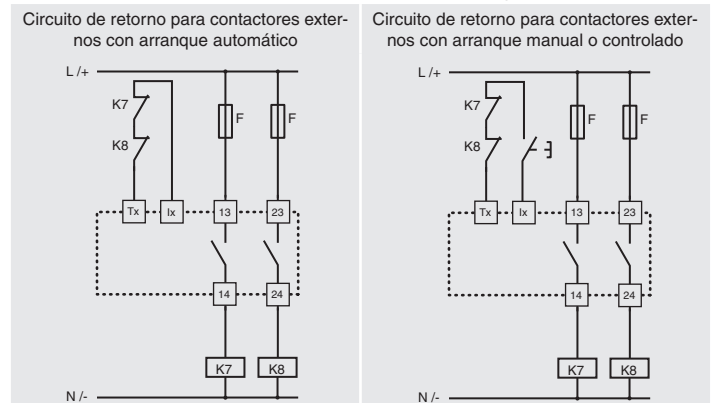 Circuito de retorno para contactores exter-
nos con arranque automático
L /+
K7
K8
F
F
Tx
Ix
13
23
14
24
K7
K8
N /-
Circuito de retorno para contactores exter-
nos con arranque manual o controlado
L /+
K7
K8
F
F
Tx
Ix
13
23
14
24
K7
K8
N /-